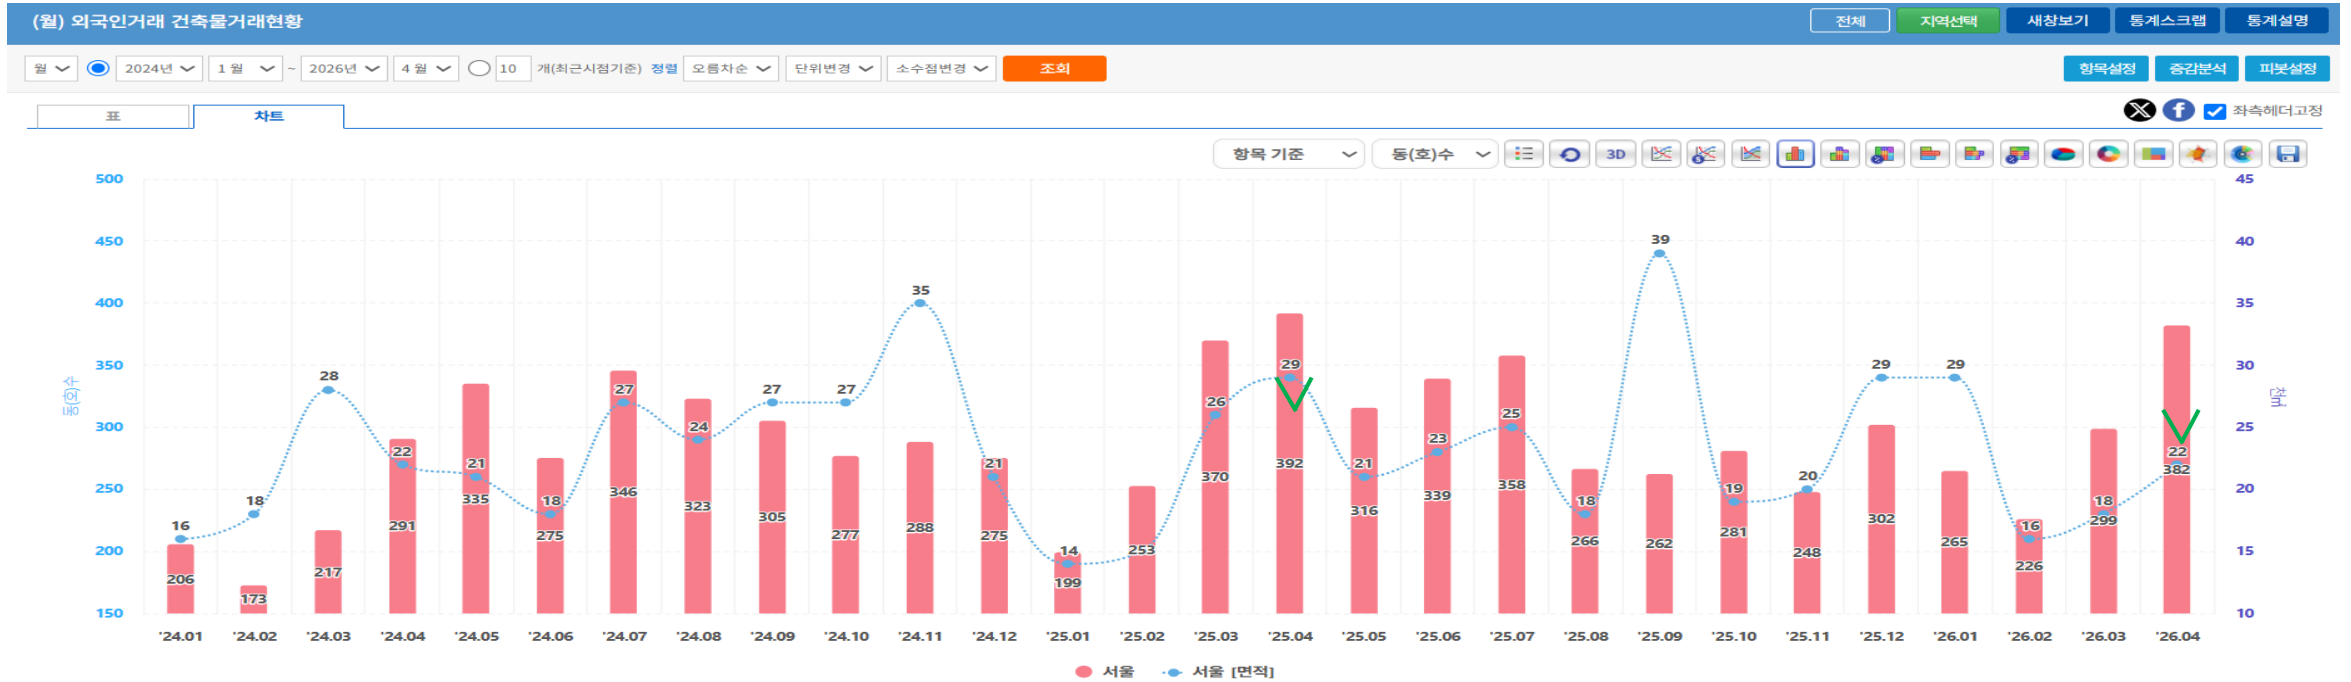 (월) 외국인거래 건축물거래현황
전체 지역선택 새창보기 통계스크랩 통계설명
월 2024년 1 월 ~ 2026년 4 월 10 개(최근시점기준) 정렬 오름차순 단위변경 소수점변경 조회
항목설정 증감분석 피봇설정
표 차트
좌측헤더고정
항목 기준 동(호)수 3D
500 450 400 350 300 250 200 150
동(호)수
45 40 35 30 25 20 15 10
천㎡
16 18 28 22 21 18 27 24 27 27 35 21 14 26 29 21 23 25 18 39 19 20 29 29 16 18 22
206 173 217 291 335 275 346 323 305 277 288 275 199 253 370 392 316 339 358 266 262 281 248 302 265 226 299 382
'24.01 '24.02 '24.03 '24.04 '24.05 '24.06 '24.07 '24.08 '24.09 '24.10 '24.11 '24.12 '25.01 '25.02 '25.03 '25.04 '25.05 '25.06 '25.07 '25.08 '25.09 '25.10 '25.11 '25.12 '26.01 '26.02 '26.03 '26.04
서울 서울 [면적]